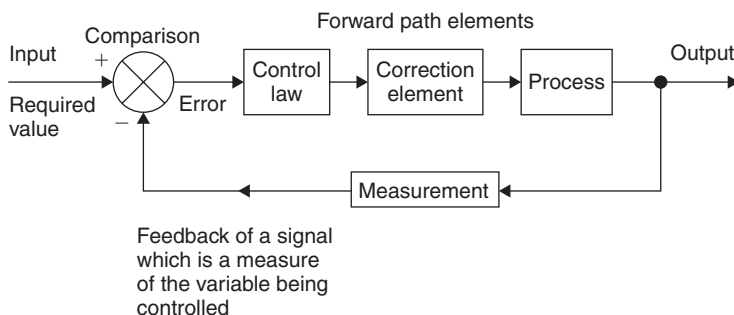 Forward path elements
Comparison
Input
+
Required
value
−
Error
Control
law
Correction
element
Process
Output
Measurement
Feedback of a signal
which is a measure
of the variable being
controlled